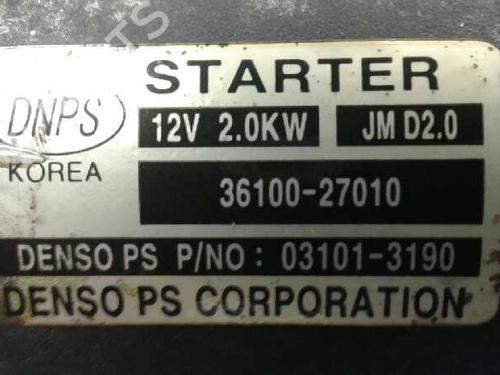 STARTER
DNPS
12V 2.0KW
JM D2.0
KOREA
36100-27010
DENSO PS P/NO : 03101-3190
DENSO PS CORPORATION